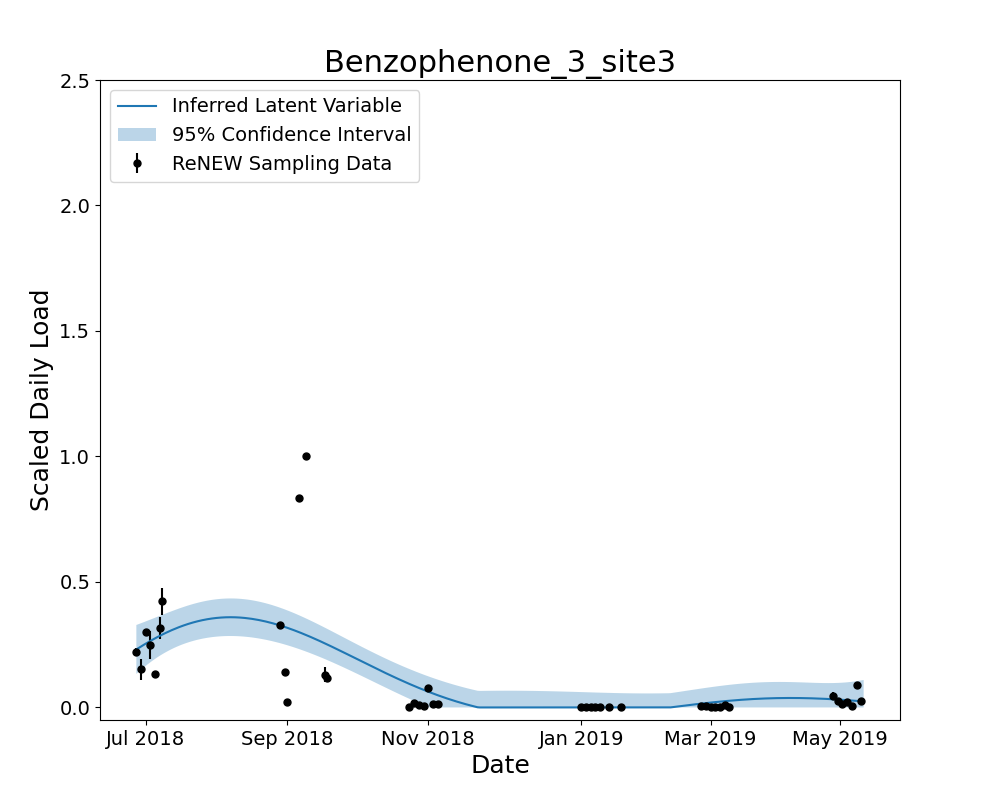 Benzophenone_3_site3
Inferred Latent Variable
95% Confidence Interval
ReNEW Sampling Data
Scaled Daily Load
2.5
2.0
1.5
1.0
0.5
0.0
Jul 2018
Sep 2018
Nov 2018
Jan 2019
Mar 2019
May 2019
Date